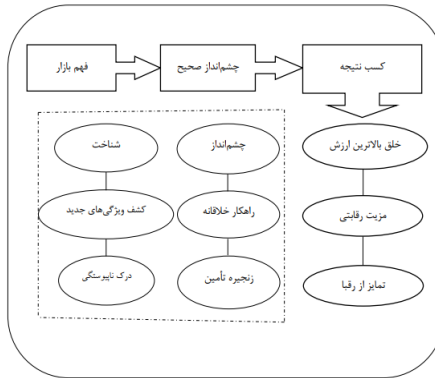 فهم بازار
چشم‌انداز صحیح
کسب نتیجه
شناخت
چشم‌انداز
خلق بالاترین ارزش
کشف ویژگی‌های جدید
راهکار خلاقانه
مزیت رقابتی
درک ناپیوستگی
زنجیره تأمین
تمایز از رقبا